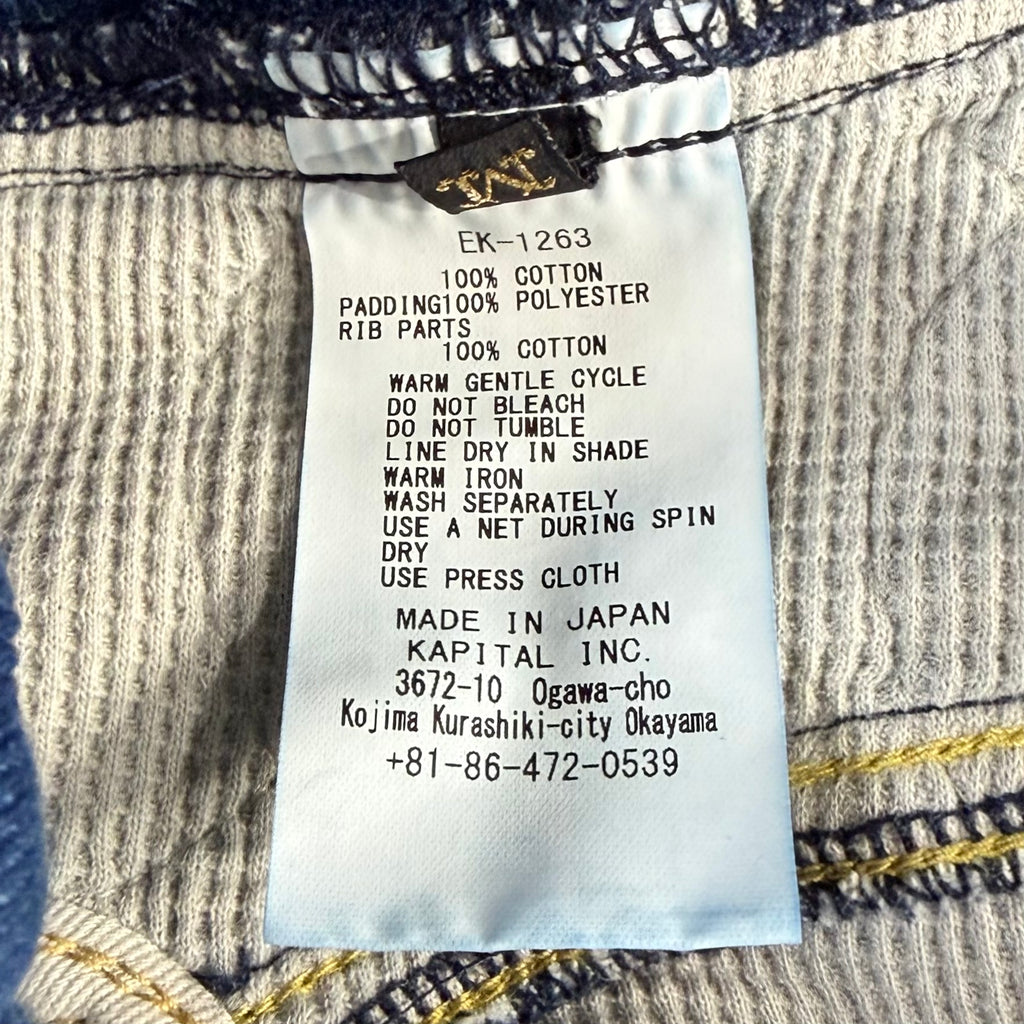 EK-1263
100% COTTON
PADDING100% POLYESTER
RIB PARTS
100% COTTON
WARM GENTLE CYCLE
DO NOT BLEACH
DO NOT TUMBLE
LINE DRY IN SHADE
WARM IRON
WASH SEPARATELY
USE A NET DURING SPIN
DRY
USE PRESS CLOTH
MADE IN JAPAN
KAPITAL INC.
3672-10 Ogawa-cho
Kojima Kurashiki-city Okayama
+81-86-472-0539